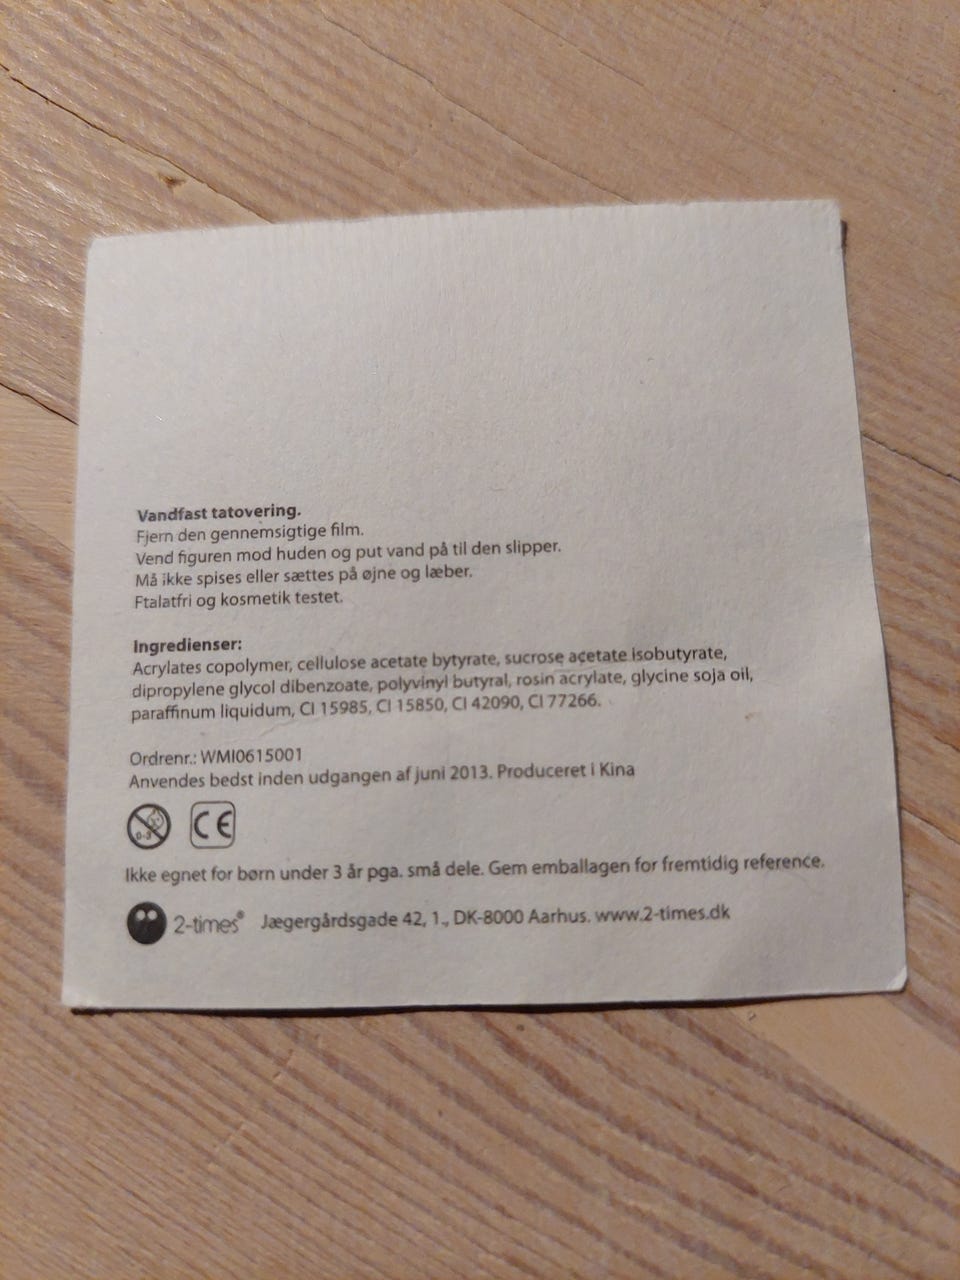 Vandfast tatovering.
Fjern den gennemsigtige film.
Vend figuren mod huden og put vand på til den slipper.
Må ikke spises eller sættes på øjne og læber.
Ftalatfri og kosmetik testet.
Ingredienser:
Acrylates copolymer, cellulose acetate bytyrate, sucrose acetate isobutyrate,
dipropylene glycol dibenzoate, polyvinyl butyral, rosin acrylate, glycine soja oil,
paraffinum liquidum, CI 15985, CI 15850, CI 42090, CI 77266.
Ordrenr.: WMI0615001
Anvendes bedst inden udgangen af juni 2013. Produceret i Kina
0-3 CE
Ikke egnet for børn under 3 år pga. små dele. Gem emballagen for fremtidig reference.
2-times® Jægergårdsgade 42, 1., DK-8000 Aarhus. www.2-times.dk